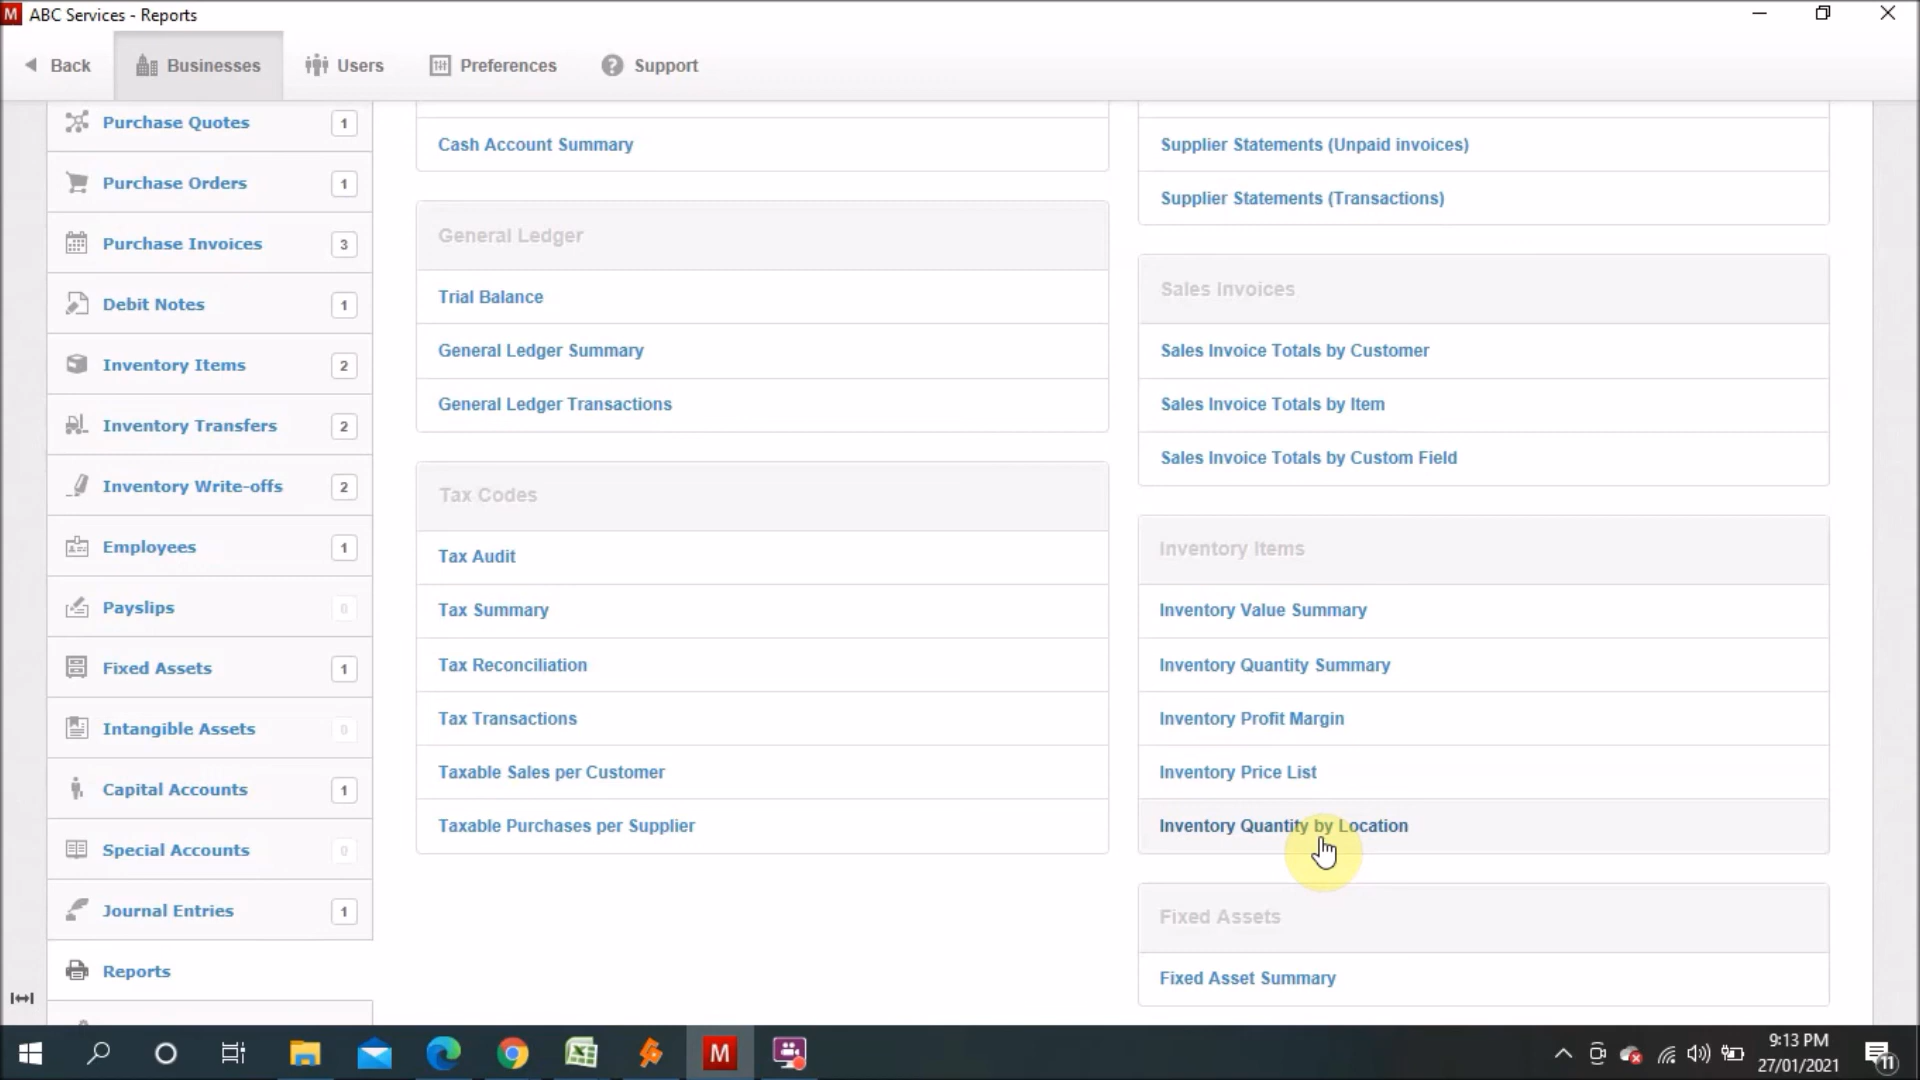 M ABC Services - Reports
Back
Businesses
Users
Preferences
Support
Purchase Quotes 1
Purchase Orders 1
Purchase Invoices 3
Debit Notes 1
Inventory Items 2
Inventory Transfers 2
Inventory Write-offs 2
Employees 1
Payslips 0
Fixed Assets 1
Intangible Assets 0
Capital Accounts 1
Special Accounts 0
Journal Entries 1
Reports
Cash Account Summary
General Ledger
Trial Balance
General Ledger Summary
General Ledger Transactions
Tax Codes
Tax Audit
Tax Summary
Tax Reconciliation
Tax Transactions
Taxable Sales per Customer
Taxable Purchases per Supplier
Supplier Statements (Unpaid invoices)
Supplier Statements (Transactions)
Sales Invoices
Sales Invoice Totals by Customer
Sales Invoice Totals by Item
Sales Invoice Totals by Custom Field
Inventory Items
Inventory Value Summary
Inventory Quantity Summary
Inventory Profit Margin
Inventory Price List
Inventory Quantity by Location
Fixed Assets
Fixed Asset Summary
M
9:13 PM
27/01/2021
11